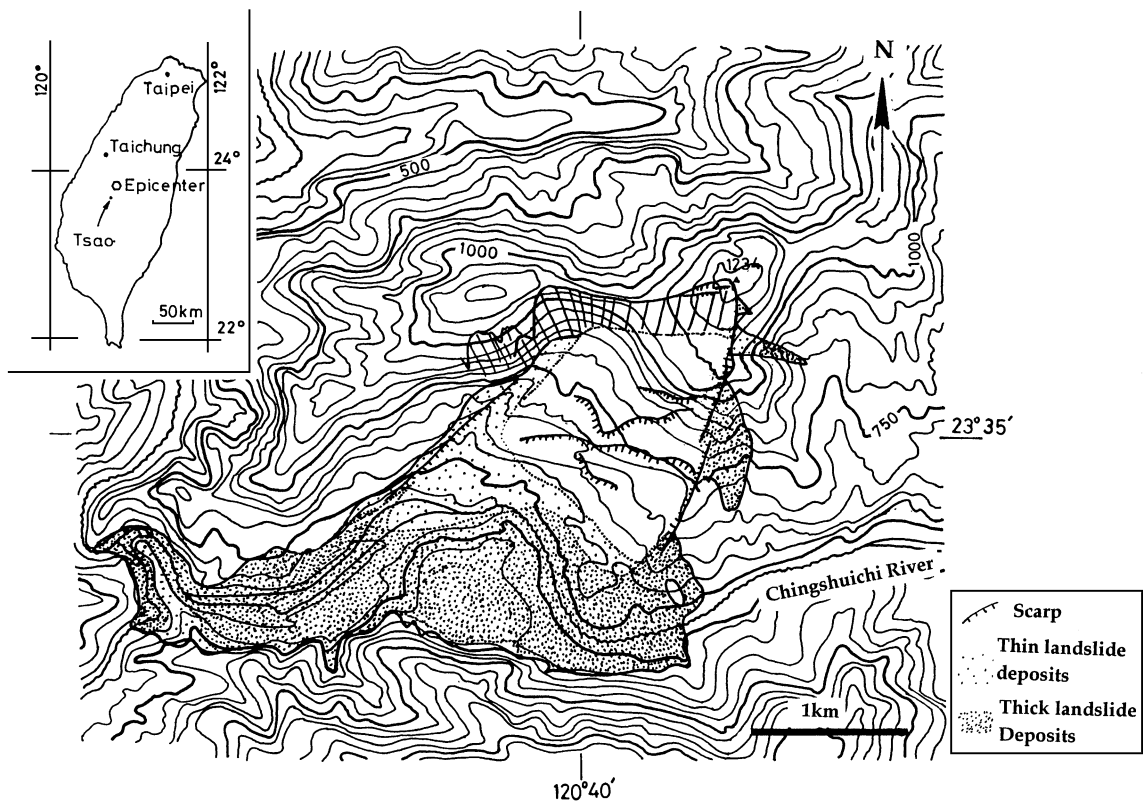 120°
122°
Taipei
Taichung
24°
Epicenter
Tsao
50km
22°
N
500
1000
1234
1000
750
23°35′
Chingshuichi River
1km
120°40′
Scarp
Thin landslide
deposits
Thick landslide
Deposits